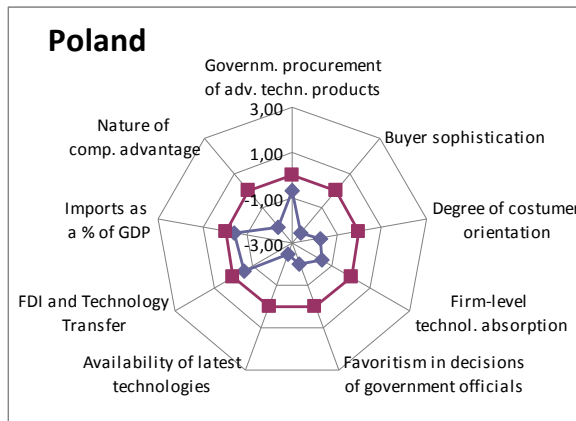 Poland
Governm. procurement
of adv. techn. products
3,00
Nature of
comp. advantage
Buyer sophistication
1,00
Imports as
a % of GDP
-1,00
Degree of costumer
orientation
-3,00
FDI and Technology
Transfer
Firm-level
technol. absorption
Availability of latest
technologies
Favoritism in decisions
of government officials